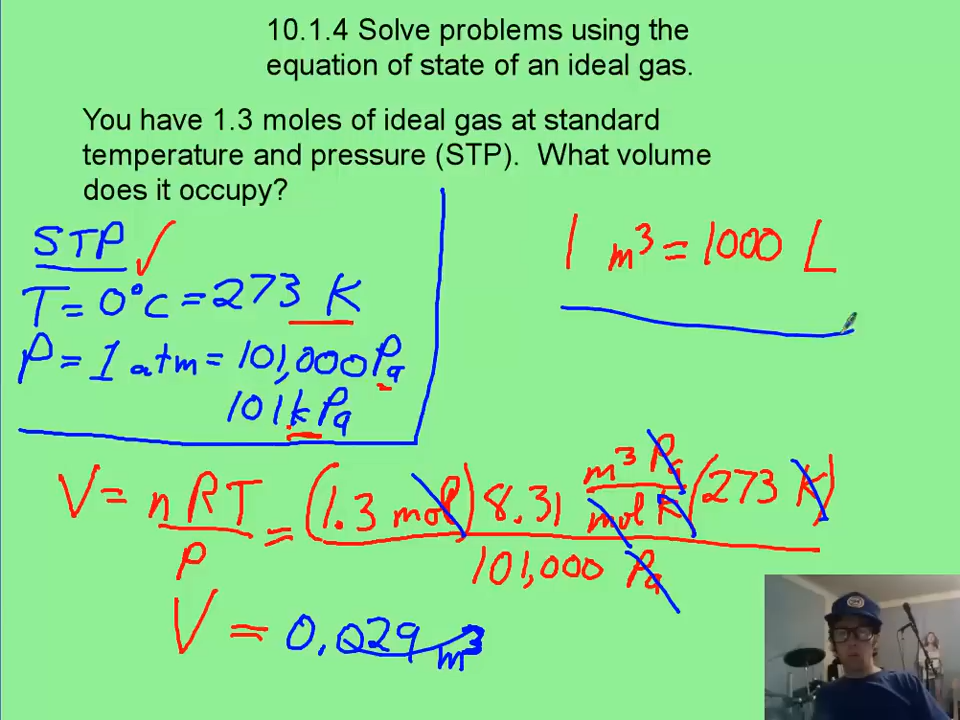 10.1.4 Solve problems using the
equation of state of an ideal gas.
You have 1.3 moles of ideal gas at standard
temperature and pressure (STP). What volume
does it occupy?
STP ✓
T = 0°C = 273 K
P = 1 atm = 101,000 Pa
101 kPa
1 m³ = 1000 L
V = nRT/P = (1.3 mol) 8.31 m³ Pa/mol K (273 K)/101,000 Pa
V = 0.029 m³